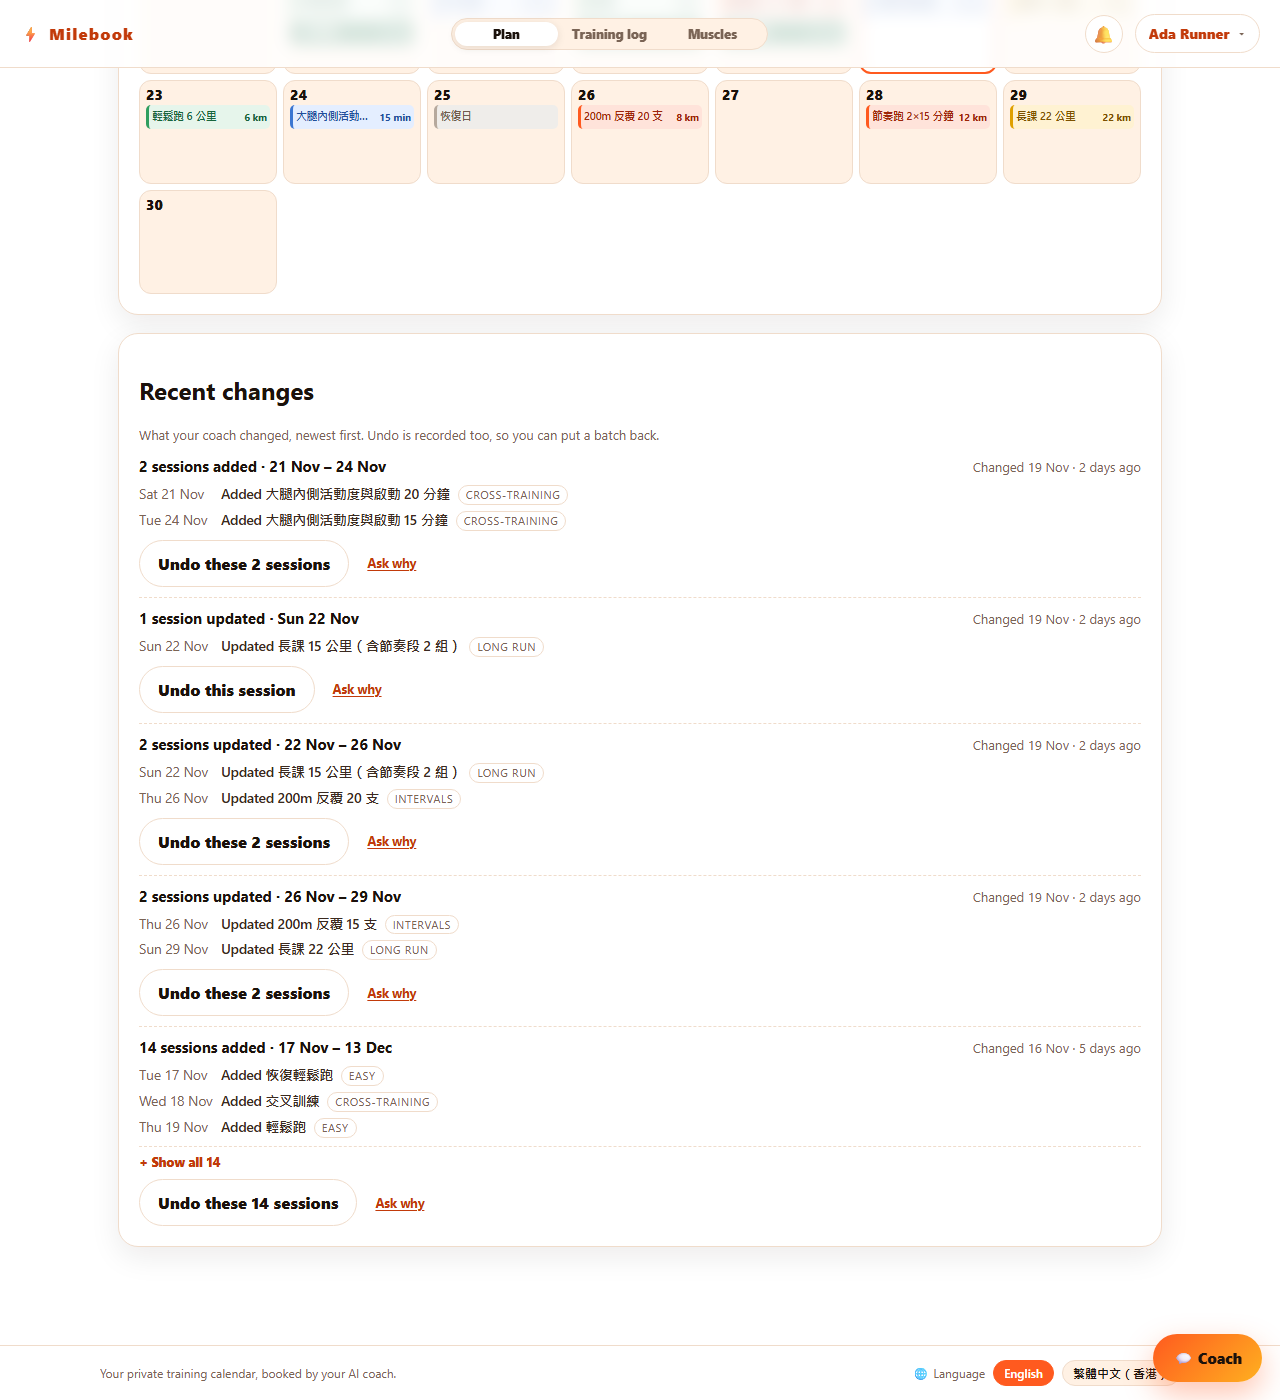 Milebook
Plan
Training log
Muscles
Ada Runner
23
輕鬆跑 6 公里 6 km
24
大腿內側活動... 15 min
25
恢復日
26
200m 反覆 20 支 8 km
27
28
節奏跑 2×15 分鐘 12 km
29
長課 22 公里 22 km
30
Recent changes
What your coach changed, newest first. Undo is recorded too, so you can put a batch back.
2 sessions added · 21 Nov – 24 Nov
Changed 19 Nov · 2 days ago
Sat 21 Nov Added 大腿內側活動度與啟動 20 分鐘 CROSS-TRAINING
Tue 24 Nov Added 大腿內側活動度與啟動 15 分鐘 CROSS-TRAINING
Undo these 2 sessions Ask why
1 session updated · Sun 22 Nov
Changed 19 Nov · 2 days ago
Sun 22 Nov Updated 長課 15 公里（含節奏段 2 組） LONG RUN
Undo this session Ask why
2 sessions updated · 22 Nov – 26 Nov
Changed 19 Nov · 2 days ago
Sun 22 Nov Updated 長課 15 公里（含節奏段 2 組） LONG RUN
Thu 26 Nov Updated 200m 反覆 20 支 INTERVALS
Undo these 2 sessions Ask why
2 sessions updated · 26 Nov – 29 Nov
Changed 19 Nov · 2 days ago
Thu 26 Nov Updated 200m 反覆 15 支 INTERVALS
Sun 29 Nov Updated 長課 22 公里 LONG RUN
Undo these 2 sessions Ask why
14 sessions added · 17 Nov – 13 Dec
Changed 16 Nov · 5 days ago
Tue 17 Nov Added 恢復輕鬆跑 EASY
Wed 18 Nov Added 交叉訓練 CROSS-TRAINING
Thu 19 Nov Added 輕鬆跑 EASY
+ Show all 14
Undo these 14 sessions Ask why
Your private training calendar, booked by your AI coach.
Language English 繁體中文（香港）
Coach